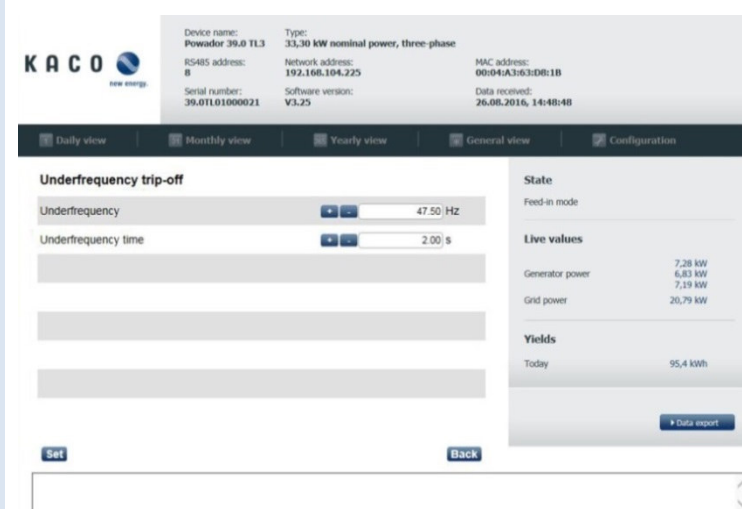 KACO
new energy.
Device name:
Powador 39.0 TL3
Type:
33,30 kW nominal power, three-phase
RS485 address:
8
Network address:
192.168.104.225
MAC address:
00:04:A3:63:D8:1B
Serial number:
39.0TL01000021
Software version:
V3.25
Data received:
26.08.2016, 14:48:48
Daily view
Monthly view
Yearly view
General view
Configuration
Underfrequency trip-off
Underfrequency + - 47.50 Hz
Underfrequency time + - 2.00 s
Set
Back
State
Feed-in mode
Live values
Generator power
7,28 kW
6,83 kW
7,19 kW
Grid power 20,79 kW
Yields
Today 95,4 kWh
Data export